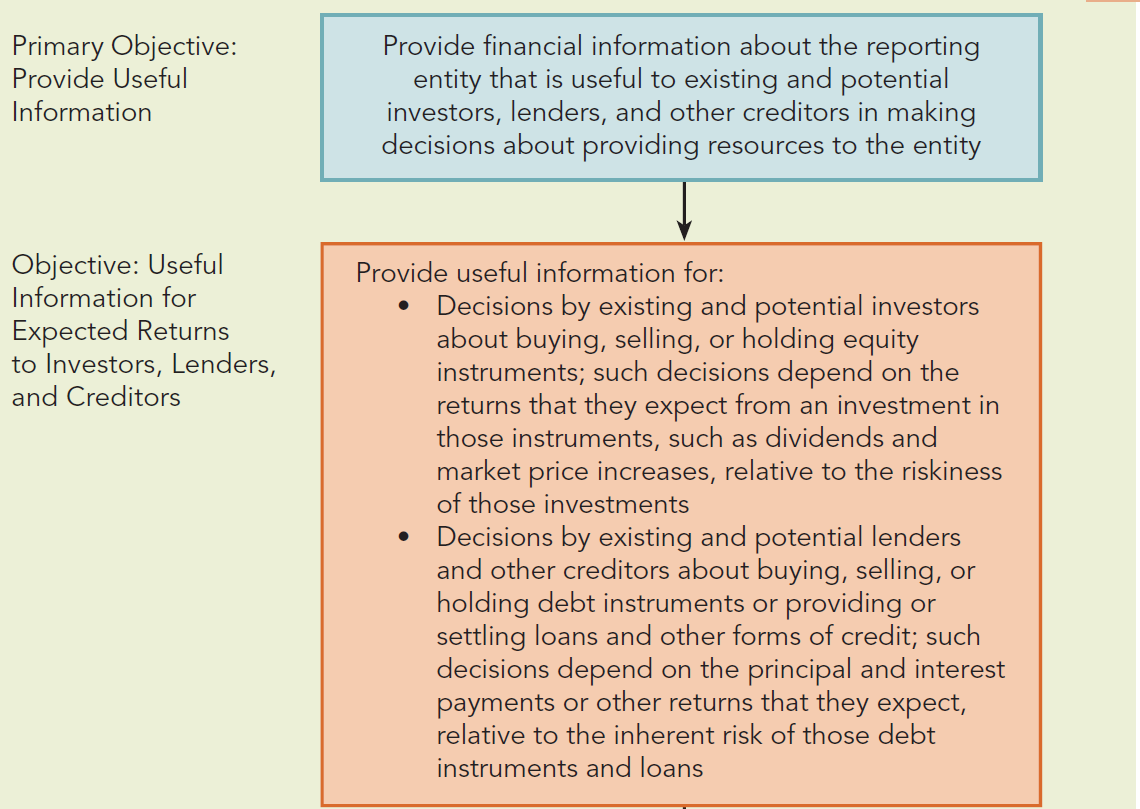 Primary Objective:
Provide Useful
Information
Provide financial information about the reporting
entity that is useful to existing and potential
investors, lenders, and other creditors in making
decisions about providing resources to the entity
Objective: Useful
Information for
Expected Returns
to Investors, Lenders,
and Creditors
Provide useful information for:
• Decisions by existing and potential investors
about buying, selling, or holding equity
instruments; such decisions depend on the
returns that they expect from an investment in
those instruments, such as dividends and
market price increases, relative to the riskiness
of those investments
• Decisions by existing and potential lenders
and other creditors about buying, selling, or
holding debt instruments or providing or
settling loans and other forms of credit; such
decisions depend on the principal and interest
payments or other returns that they expect,
relative to the inherent risk of those debt
instruments and loans